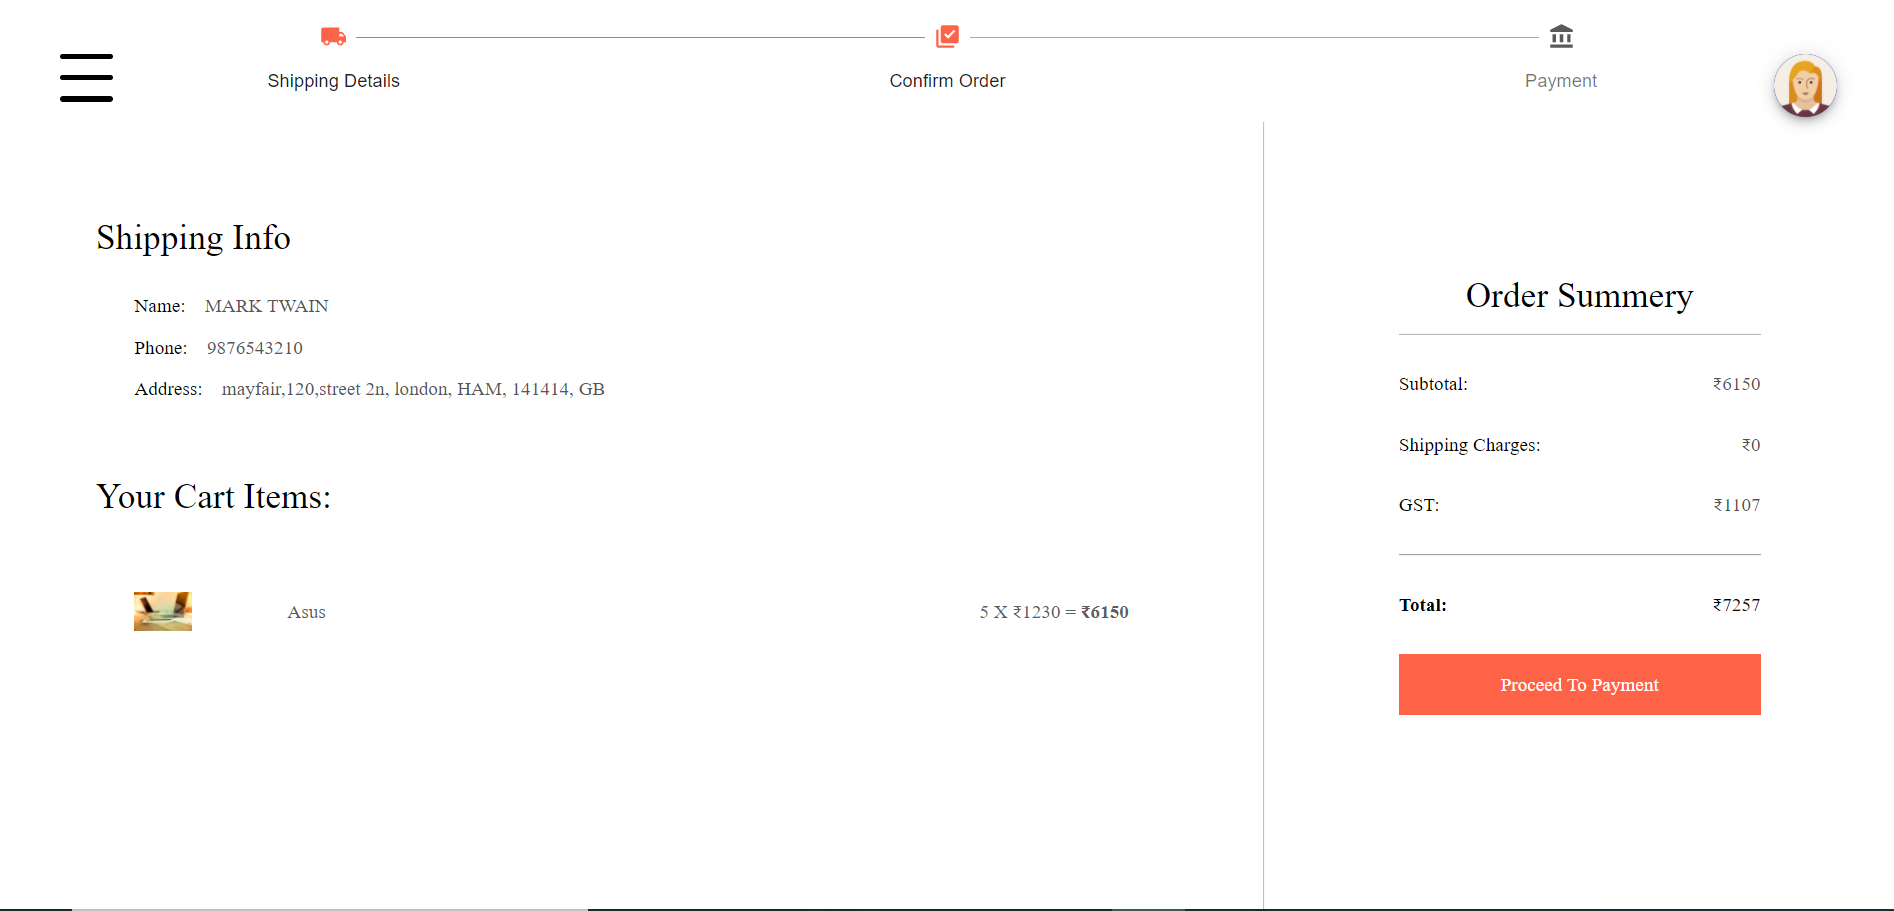 Shipping Details
Confirm Order
Payment
Shipping Info
Name: MARK TWAIN
Phone: 9876543210
Address: mayfair,120,street 2n, london, HAM, 141414, GB
Your Cart Items:
Asus 5 X ₹1230 = ₹6150
Order Summery
Subtotal: ₹6150
Shipping Charges: ₹0
GST: ₹1107
Total: ₹7257
Proceed To Payment